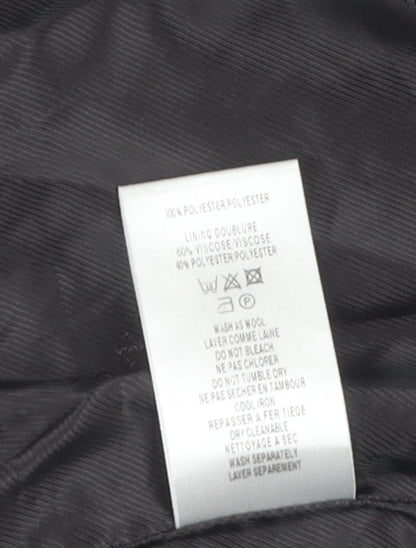 100% POLYESTER/POLYESTER
LINING DOUBLURE
60% VISCOSE/VISCOSE
40% POLYESTER/POLYESTER
P
WASH AS WOOL
LAVER COMME LAINE
DO NOT BLEACH
NE PAS CHLORER
DO NOT TUMBLE DRY
NE PAS SECHER EN TAMBOUR
COOL IRON
REPASSER A FER TIEDE
DRY CLEANABLE
NETTOYAGE A SEC
WASH SEPARATELY
LAVER SEPAREMENT